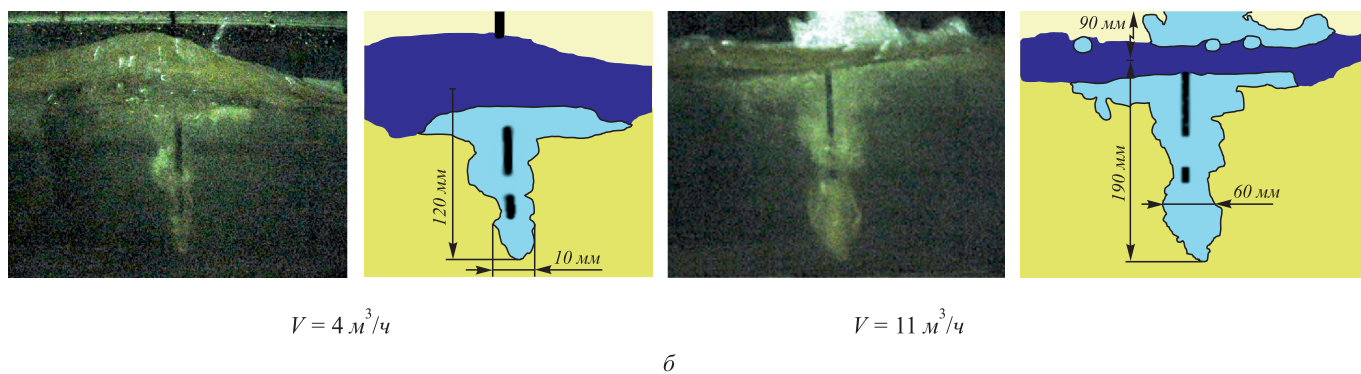 90 мм
120 мм
190 мм
60 мм
10 мм
V = 4 м³/ч
V = 11 м³/ч
б